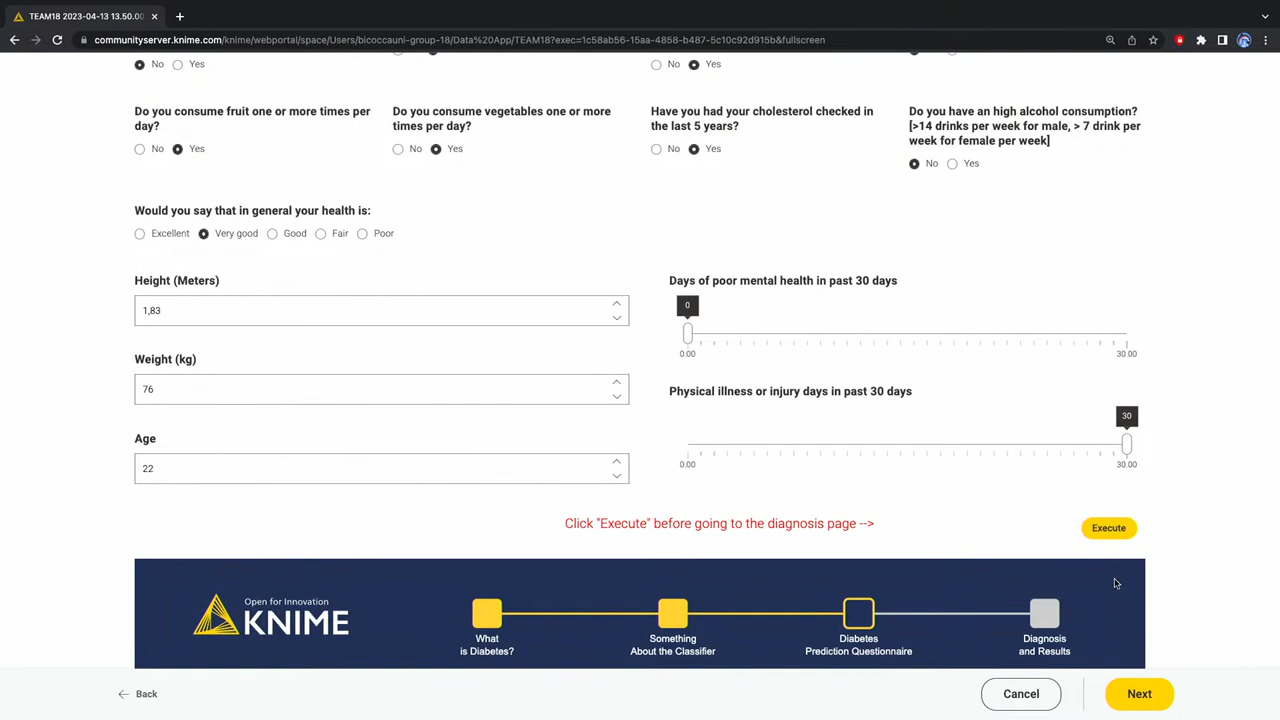 TEAM18 2023-04-13 13.50.00
communityserver.knime.com/knime/webportal/space/Users/bicoccauni-group-18/Data%20App/TEAM18?exec=1c58ab56-15aa-4858-b487-5c10c92d915b&fullscreen
No Yes No Yes
Do you consume fruit one or more times per
day?
No Yes
Do you consume vegetables one or more
times per day?
No Yes
Have you had your cholesterol checked in
the last 5 years?
No Yes
Do you have an high alcohol consumption?
[>14 drinks per week for male, > 7 drink per
week for female per week]
No Yes
Would you say that in general your health is:
Excellent Very good Good Fair Poor
Height (Meters)
1,83
Weight (kg)
76
Age
22
Days of poor mental health in past 30 days
0
0.00 30.00
Physical illness or injury days in past 30 days
30
0.00 30.00
Click "Execute" before going to the diagnosis page -->
Execute
Open for Innovation
KNIME
What
is Diabetes?
Something
About the Classifier
Diabetes
Prediction Questionnaire
Diagnosis
and Results
Back
Cancel
Next